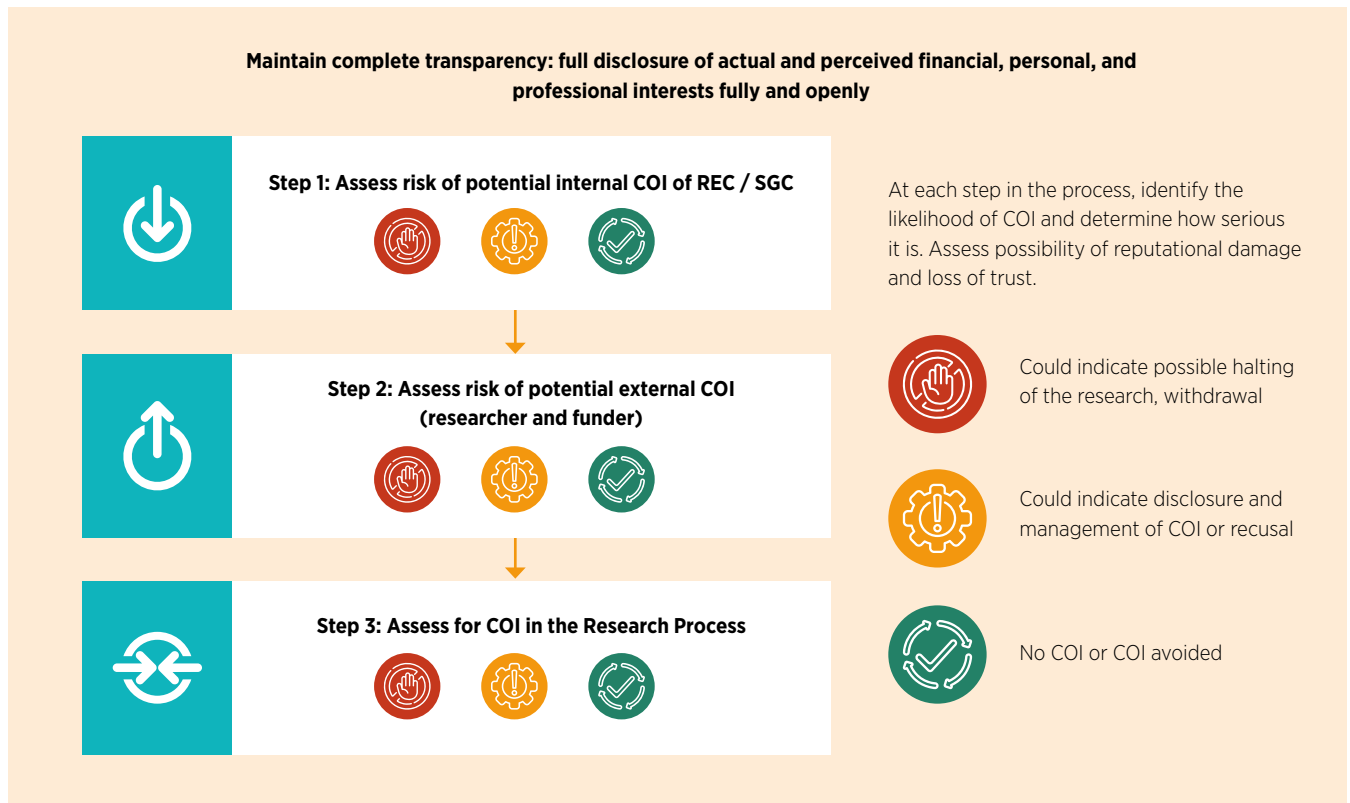 Maintain complete transparency: full disclosure of actual and perceived financial, personal, and
professional interests fully and openly
Step 1: Assess risk of potential internal COI of REC / SGC
Step 2: Assess risk of potential external COI
(researcher and funder)
Step 3: Assess for COI in the Research Process
At each step in the process, identify the
likelihood of COI and determine how serious
it is. Assess possibility of reputational damage
and loss of trust.
Could indicate possible halting
of the research, withdrawal
Could indicate disclosure and
management of COI or recusal
No COI or COI avoided